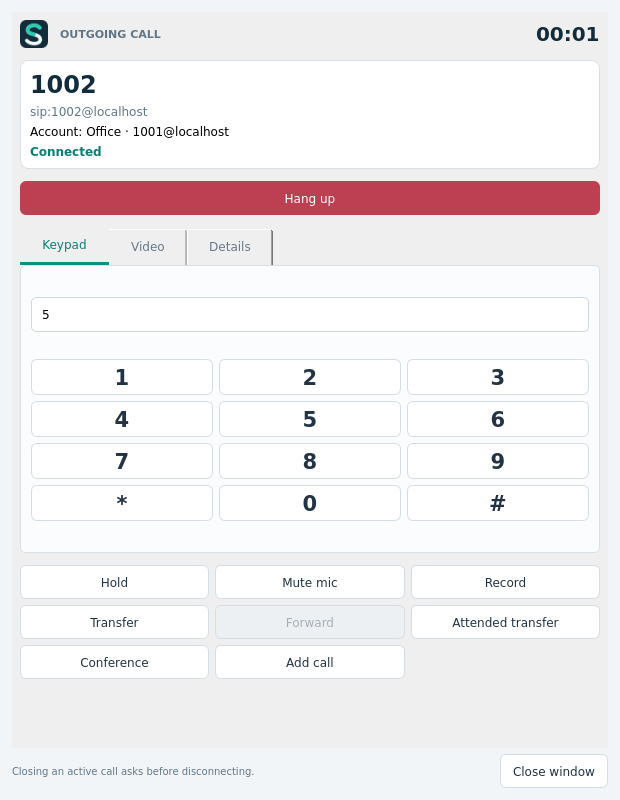 OUTGOING CALL 00:01
1002
sip:1002@localhost
Account: Office · 1001@localhost
Connected
Hang up
Keypad Video Details
5
1 2 3
4 5 6
7 8 9
* 0 #
Hold Mute mic Record
Transfer Forward Attended transfer
Conference Add call
Closing an active call asks before disconnecting. Close window